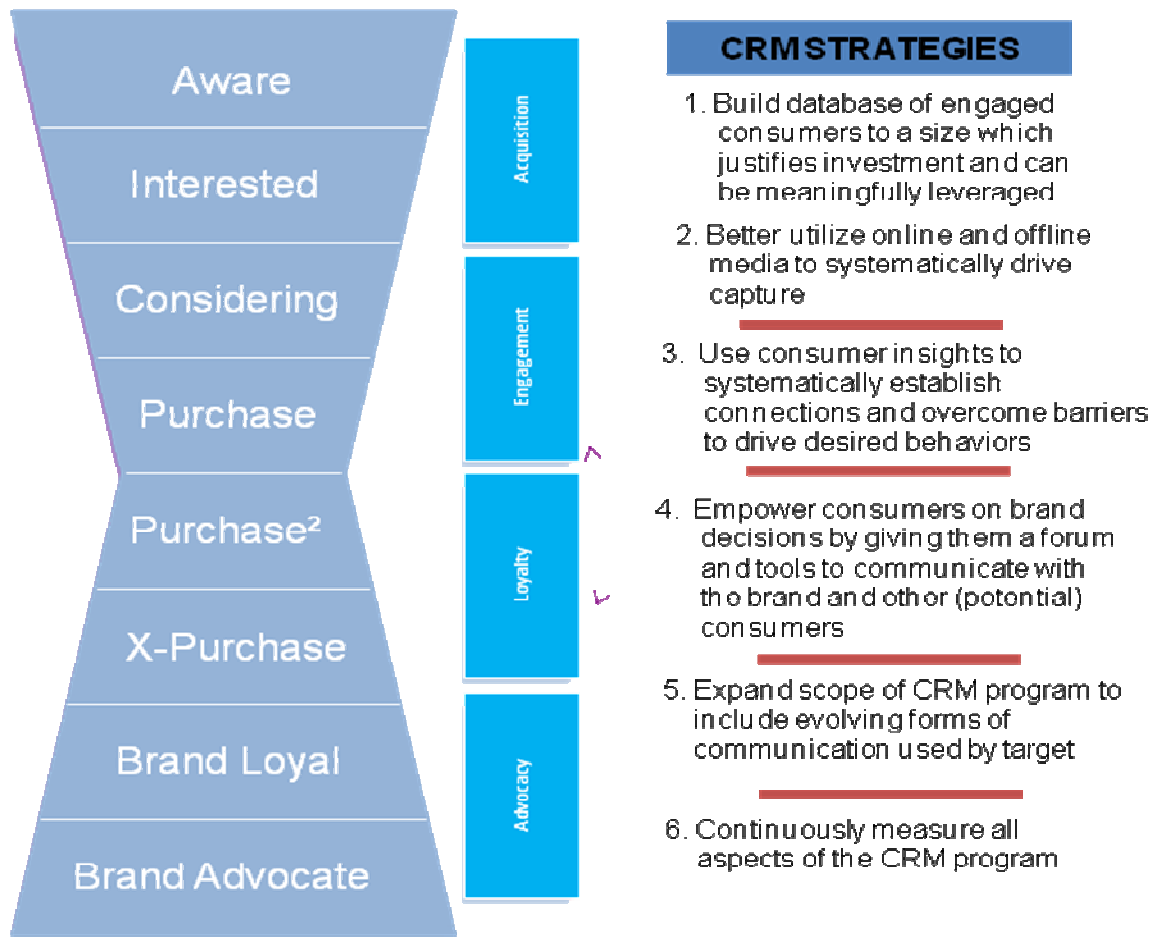 Aware
Interested
Considering
Purchase
Purchase²
X-Purchase
Brand Loyal
Brand Advocate
Acquisition
Engagement
Loyalty
Advocacy
CRM STRATEGIES
1. Build database of engaged
consumers to a size which
justifies investment and can
be meaningfully leveraged
2. Better utilize online and offline
media to systematically drive
capture
3. Use consumer insights to
systematically establish
connections and overcome barriers
to drive desired behaviors
4. Empower consumers on brand
decisions by giving them a forum
and tools to communicate with
the brand and other (potential)
consumers
5. Expand scope of CRM program to
include evolving forms of
communication used by target
6. Continuously measure all
aspects of the CRM program